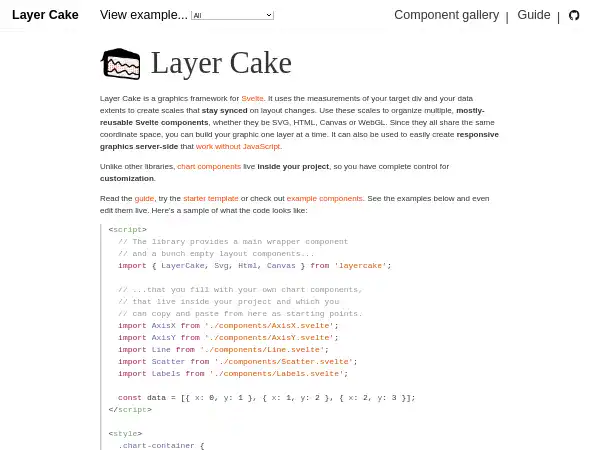 Layer Cake
View example... All
Component gallery | Guide |
Layer Cake
Layer Cake is a graphics framework for Svelte. It uses the measurements of your target div and your data
extents to create scales that stay synced on layout changes. Use these scales to organize multiple, mostly-
reusable Svelte components, whether they be SVG, HTML, Canvas or WebGL. Since they all share the same
coordinate space, you can build your graphic one layer at a time. It can also be used to easily create responsive
graphics server-side that work without JavaScript.
Unlike other libraries, chart components live inside your project, so you have complete control for
customization.
Read the guide, try the starter template or check out example components. See the examples below and even
edit them live. Here's a sample of what the code looks like:
<script>
// The library provides a main wrapper component
// and a bunch empty layout components...
import { LayerCake, Svg, Html, Canvas } from 'layercake';
// ...that you fill with your own chart components,
// that live inside your project and which you
// can copy and paste from here as starting points.
import AxisX from './components/AxisX.svelte';
import AxisY from './components/AxisY.svelte';
import Line from './components/Line.svelte';
import Scatter from './components/Scatter.svelte';
import Labels from './components/Labels.svelte';
const data = [{ x: 0, y: 1 }, { x: 1, y: 2 }, { x: 2, y: 3 }];
</script>
<style>
.chart-container {